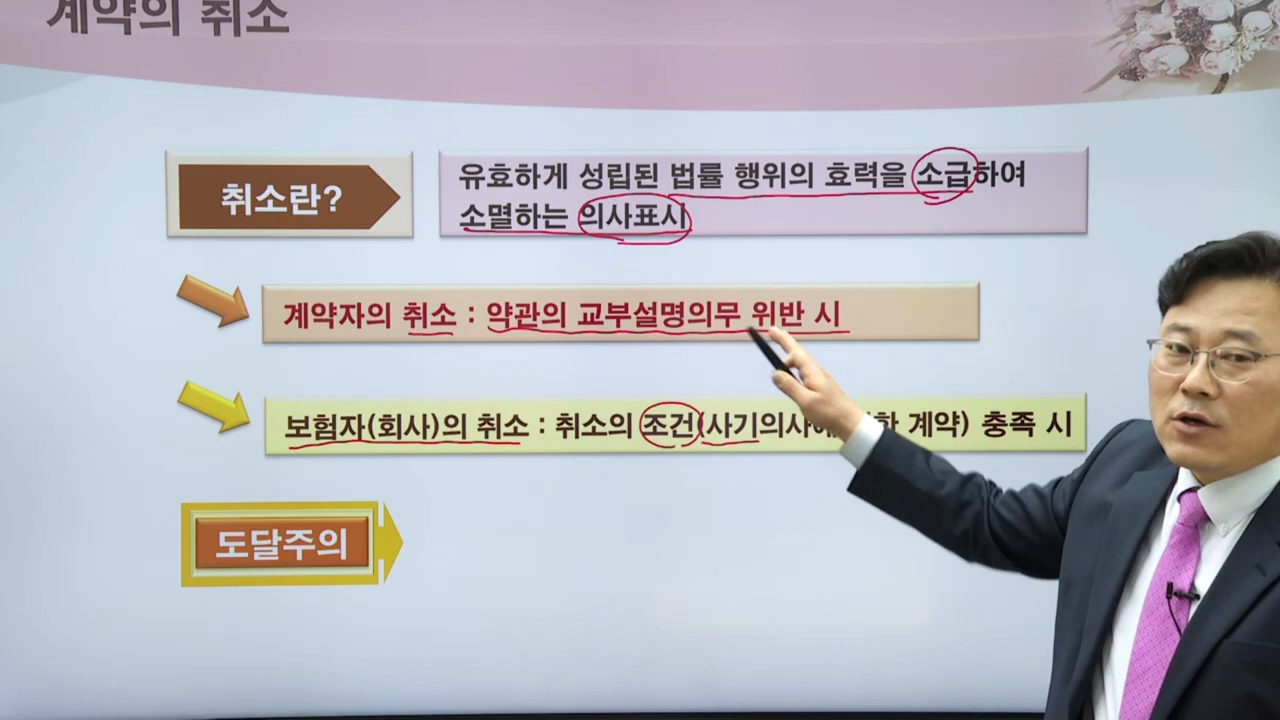 계약의 취소
취소란?
유효하게 성립된 법률 행위의 효력을 소급하여
소멸하는 의사표시
계약자의 취소 : 약관의 교부설명의무 위반 시
보험자(회사)의 취소 : 취소의 조건(사기의사에 계약) 충족 시
도달주의